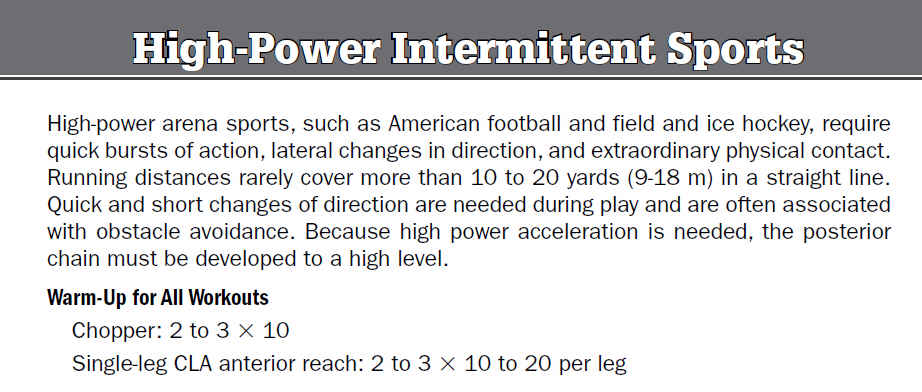 High-Power Intermittent Sports
High-power arena sports, such as American football and field and ice hockey, require
quick bursts of action, lateral changes in direction, and extraordinary physical contact.
Running distances rarely cover more than 10 to 20 yards (9-18 m) in a straight line.
Quick and short changes of direction are needed during play and are often associated
with obstacle avoidance. Because high power acceleration is needed, the posterior
chain must be developed to a high level.
Warm-Up for All Workouts
Chopper: 2 to 3 × 10
Single-leg CLA anterior reach: 2 to 3 × 10 to 20 per leg